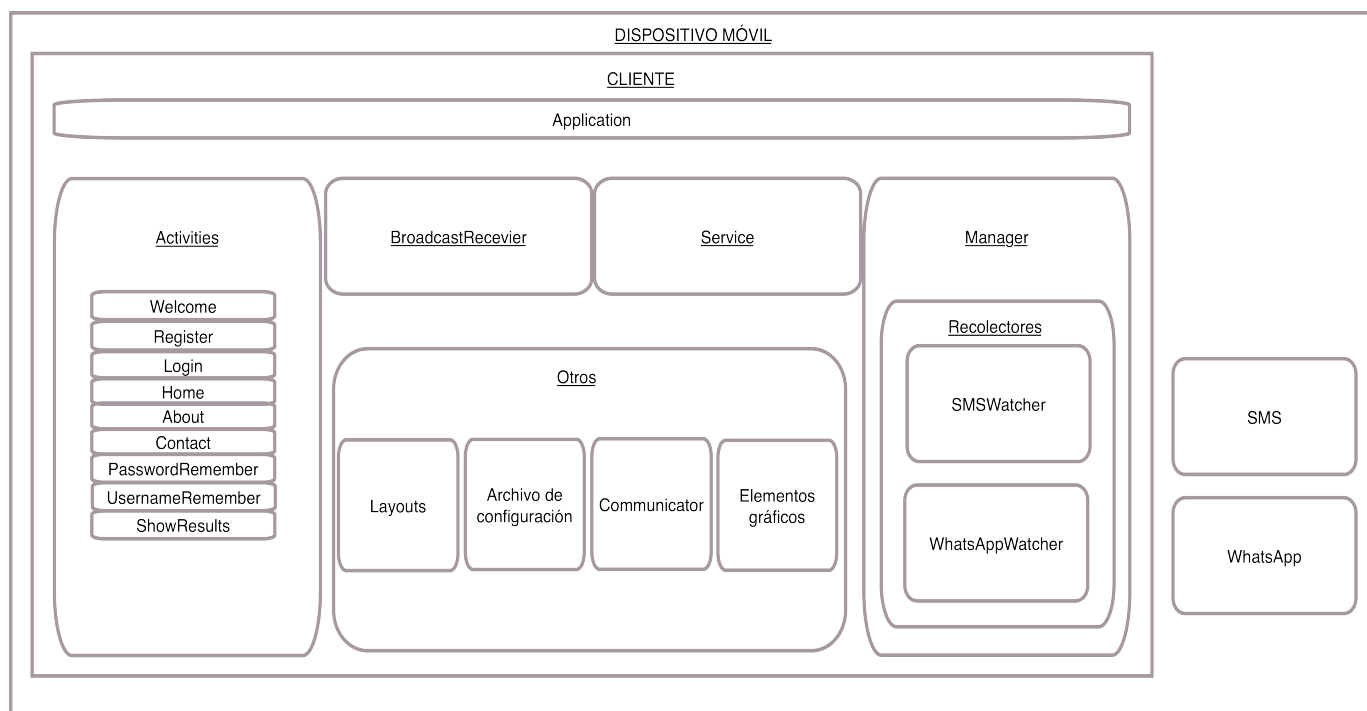 DISPOSITIVO MÓVIL
CLIENTE
Application
Activities
Welcome
Register
Login
Home
About
Contact
PasswordRemember
UsernameRemember
ShowResults
BroadcastRecevier
Service
Otros
Layouts
Archivo de
configuración
Communicator
Elementos
gráficos
Manager
Recolectores
SMSWatcher
WhatsAppWatcher
SMS
WhatsApp